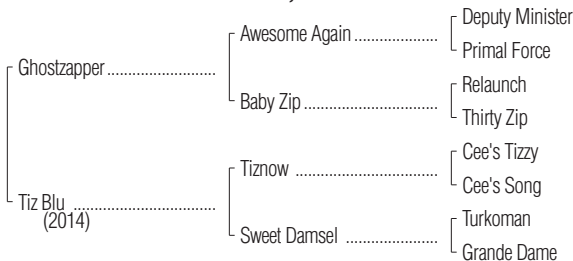 Deputy Minister
Awesome Again ..................
Primal Force
Ghostzapper ........................
Relaunch
Baby Zip .............................
Thirty Zip
Cee's Tizzy
Tiznow ...............................
Cee's Song
Tiz Blu ................................
(2014)
Turkoman
Sweet Damsel ....................
Grande Dame